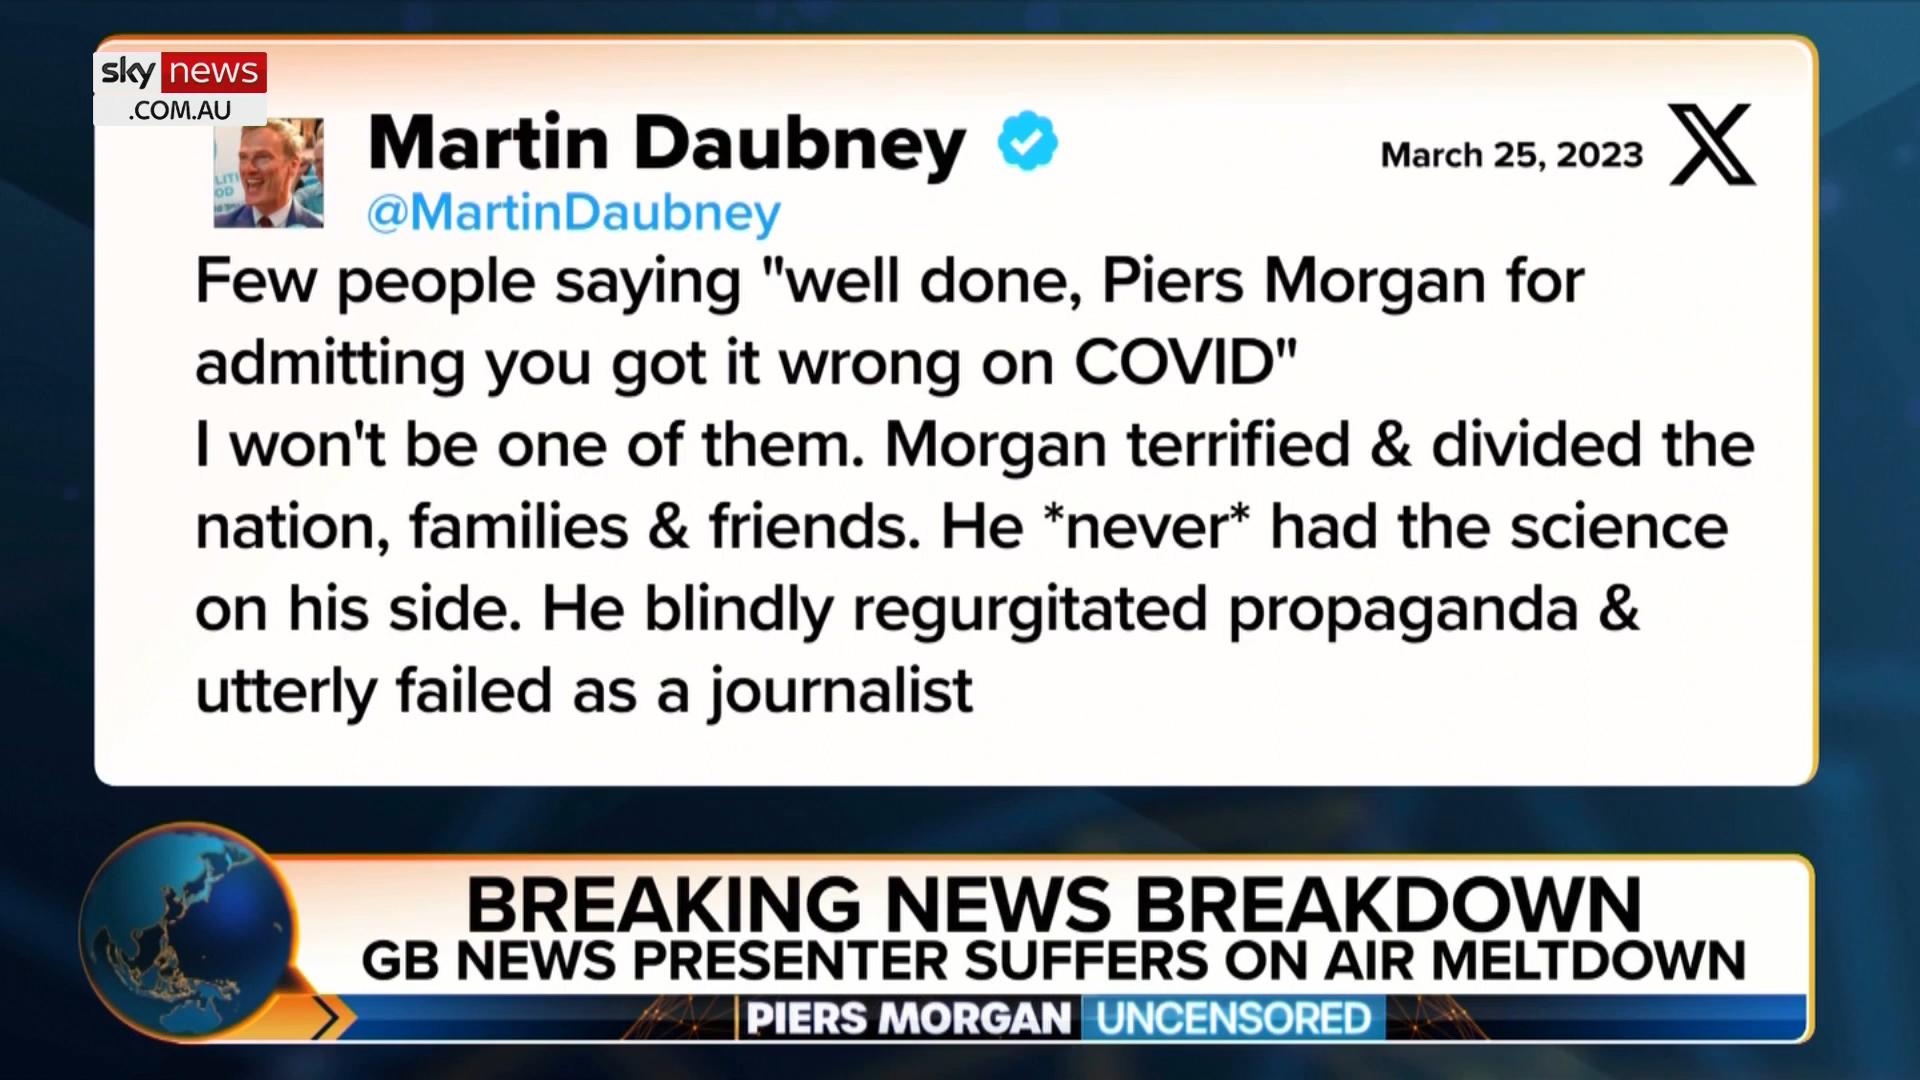 sky news
.COM.AU
Martin Daubney
@MartinDaubney
March 25, 2023
Few people saying "well done, Piers Morgan for
admitting you got it wrong on COVID"
I won't be one of them. Morgan terrified & divided the
nation, families & friends. He *never* had the science
on his side. He blindly regurgitated propaganda &
utterly failed as a journalist
BREAKING NEWS BREAKDOWN
GB NEWS PRESENTER SUFFERS ON AIR MELTDOWN
PIERS MORGAN UNCENSORED